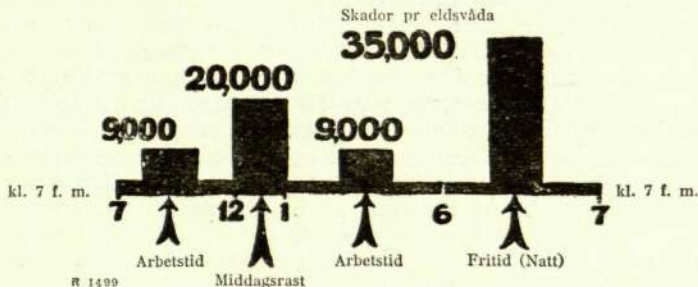 Skador pr eldsvåda
35,000
20,000
9,000
9,000
kl. 7 f. m.
7
12
1
6
7
kl. 7 f. m.
Arbetstid
Middagsrast
Arbetstid
Fritid (Natt)
R 1499